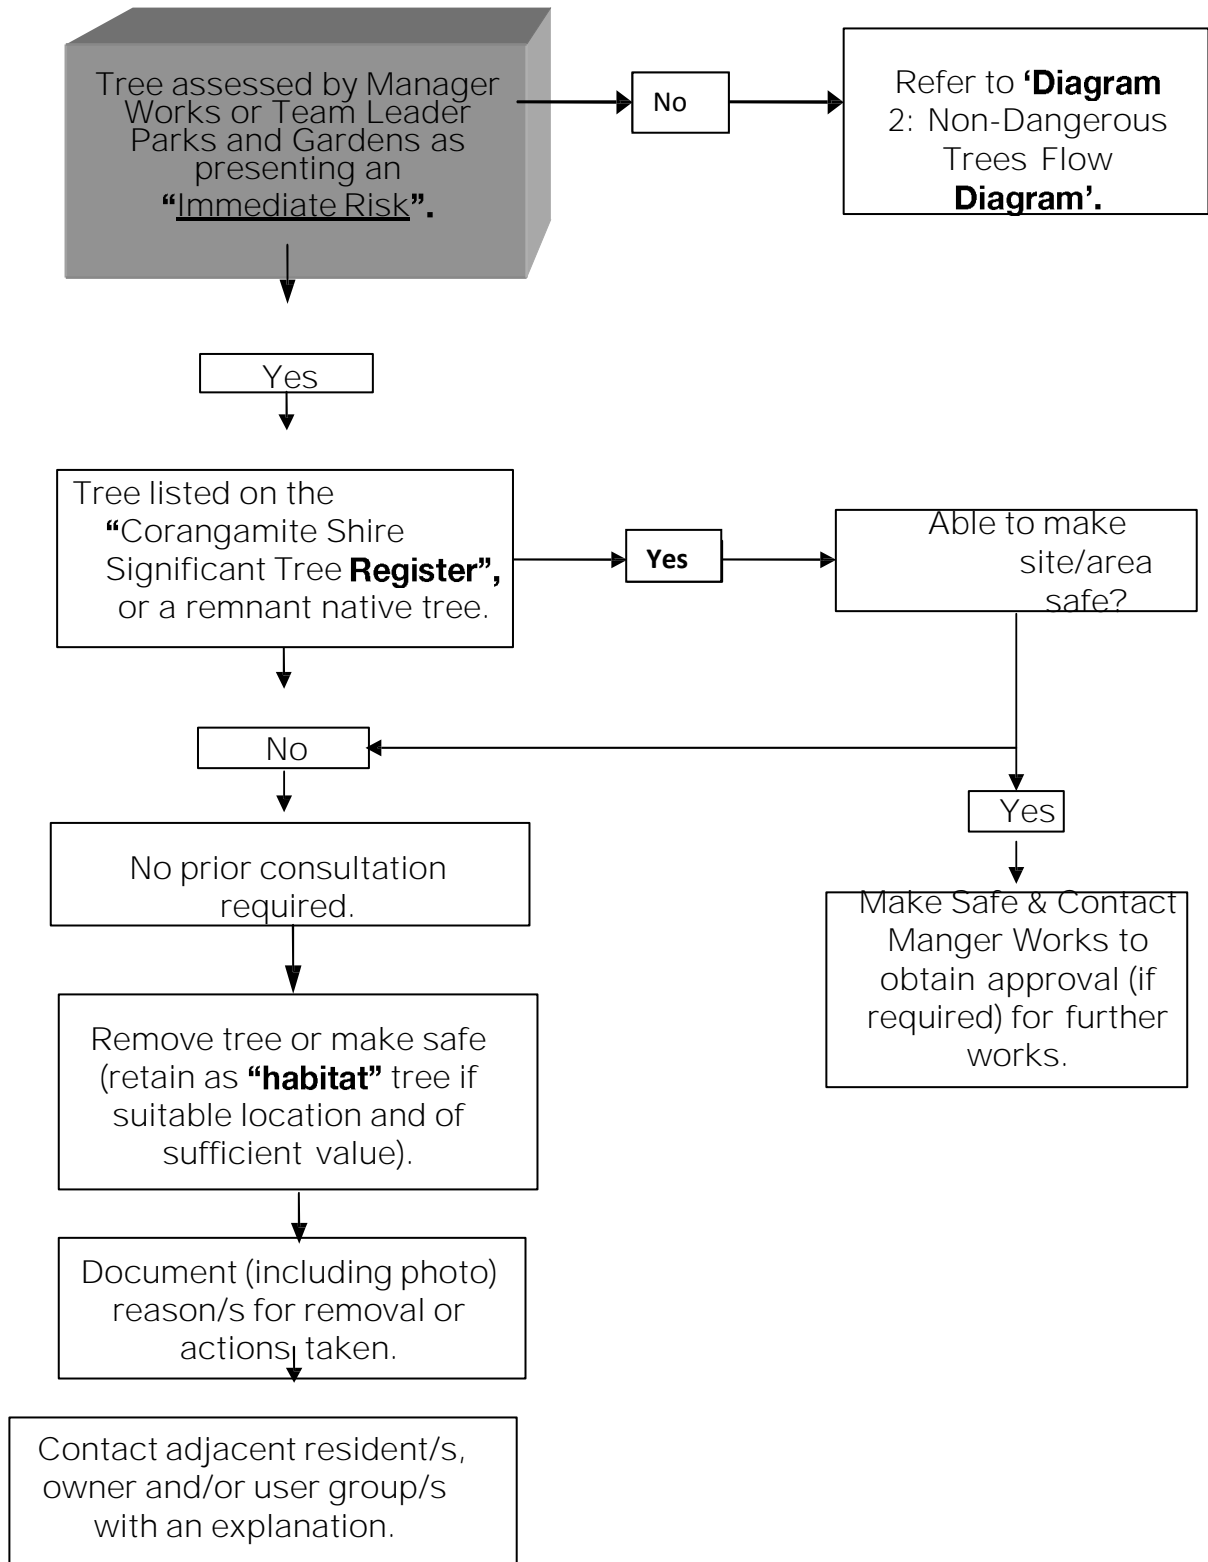 Tree assessed by Manager
Works or Team Leader
Parks and Gardens as
presenting an
“Immediate Risk”.
No
Refer to ‘Diagram
2: Non-Dangerous
Trees Flow
Diagram’.
Yes
Tree listed on the
“Corangamite Shire
Significant Tree Register”,
or a remnant native tree.
Yes
Able to make
site/area
safe?
No
Yes
No prior consultation
required.
Make Safe & Contact
Manger Works to
obtain approval (if
required) for further
works.
Remove tree or make safe
(retain as “habitat” tree if
suitable location and of
sufficient value).
Document (including photo)
reason/s for removal or
actions taken.
Contact adjacent resident/s,
owner and/or user group/s
with an explanation.